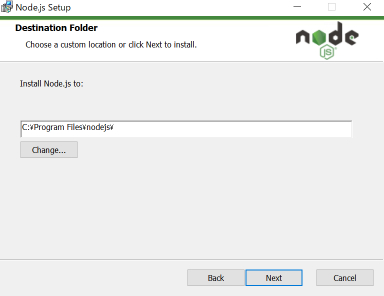 Node.js Setup
Destination Folder
Choose a custom location or click Next to install.
node
JS
Install Node.js to:
C:¥Program Files¥nodejs¥
Change...
Back
Next
Cancel